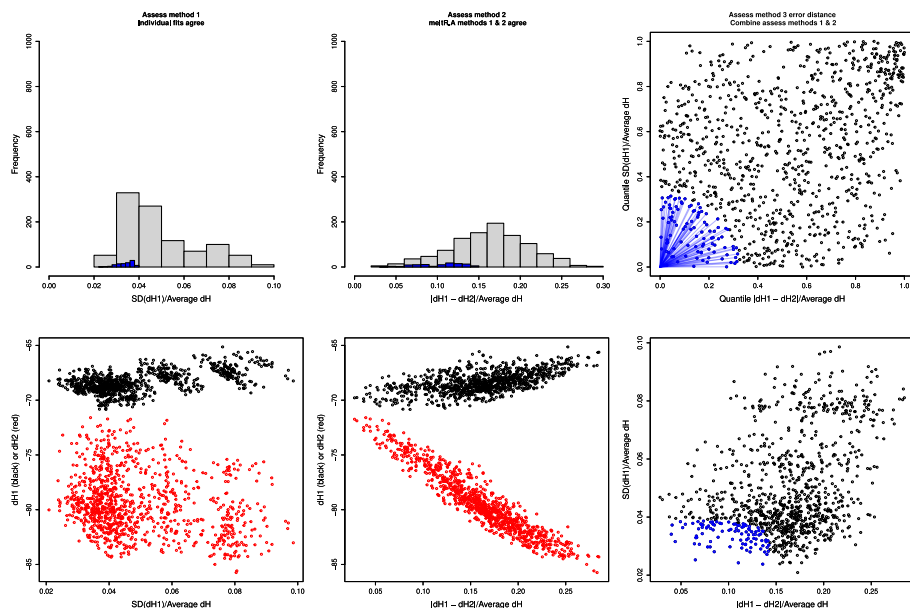 Assess method 1
Individual fits agree
1000
800
600
400
200
0
Frequency
0.00 0.02 0.04 0.06 0.08 0.10
SD(dH1)/Average dH
Assess method 2
meltR.A methods 1 & 2 agree
1000
800
600
400
200
0
Frequency
0.00 0.05 0.10 0.15 0.20 0.25 0.30
|dH1 − dH2|/Average dH
Assess method 3 error distance
Combine assess methods 1 & 2
1.0
0.8
0.6
0.4
0.2
0.0
Quantile SD(dH1)/Average dH
0.0 0.2 0.4 0.6 0.8 1.0
Quantile |dH1 − dH2|/Average dH
−65
−70
−75
−80
−85
dH1 (black) or dH2 (red)
0.02 0.04 0.06 0.08 0.10
SD(dH1)/Average dH
−65
−70
−75
−80
−85
dH1 (black) or dH2 (red)
0.05 0.10 0.15 0.20 0.25
|dH1 − dH2|/Average dH
0.10
0.08
0.06
0.04
0.02
SD(dH1)/Average dH
0.05 0.10 0.15 0.20 0.25
|dH1 − dH2|/Average dH